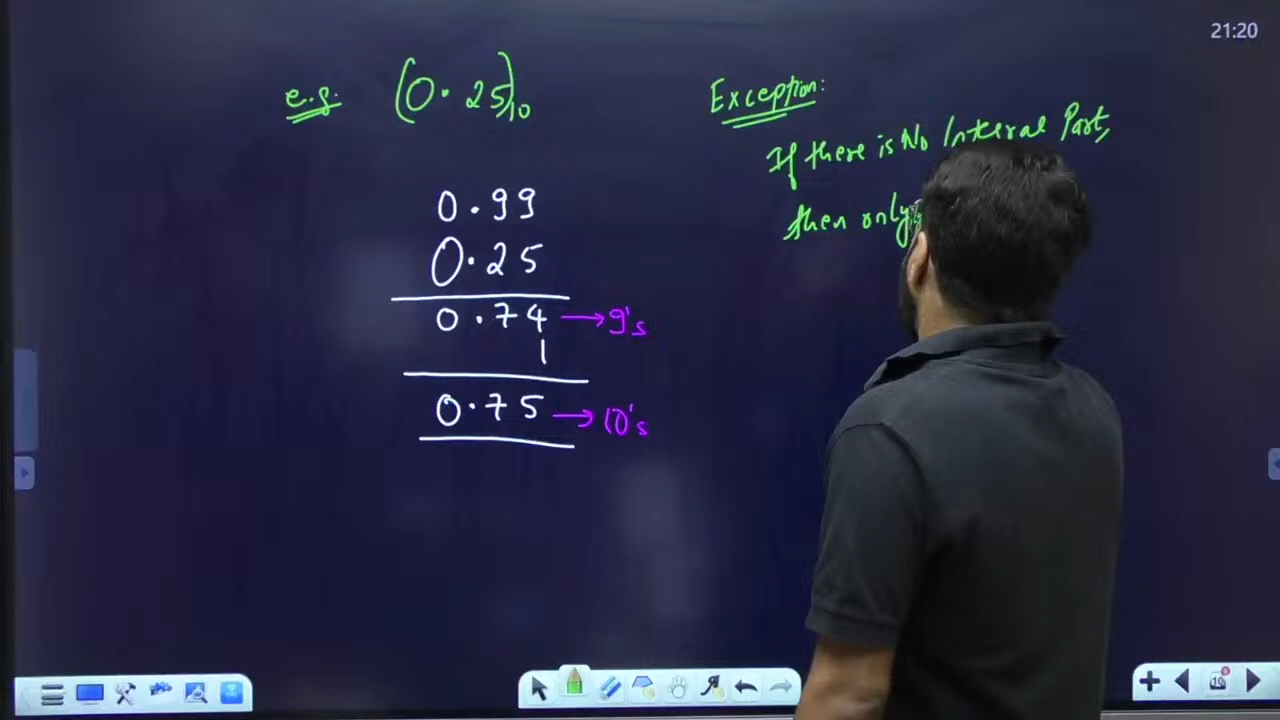 21:20
e.g. (0.25)10
0.99
0.25
0.74 → 9's
1
0.75 → 10's
Exception:
If there is No Integral Part,
then only
19